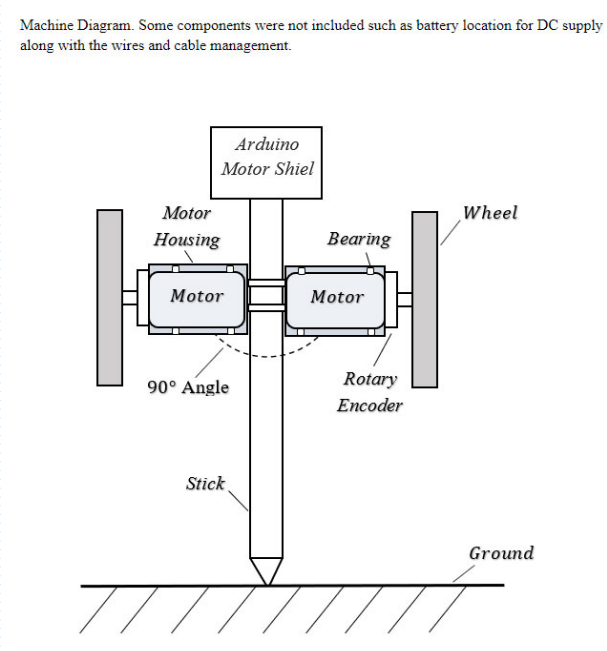 Machine Diagram. Some components were not included such as battery location for DC supply
along with the wires and cable management.
Arduino
Motor Shiel
Motor
Housing
Bearing
Wheel
Motor
Motor
90° Angle
Rotary
Encoder
Stick
Ground